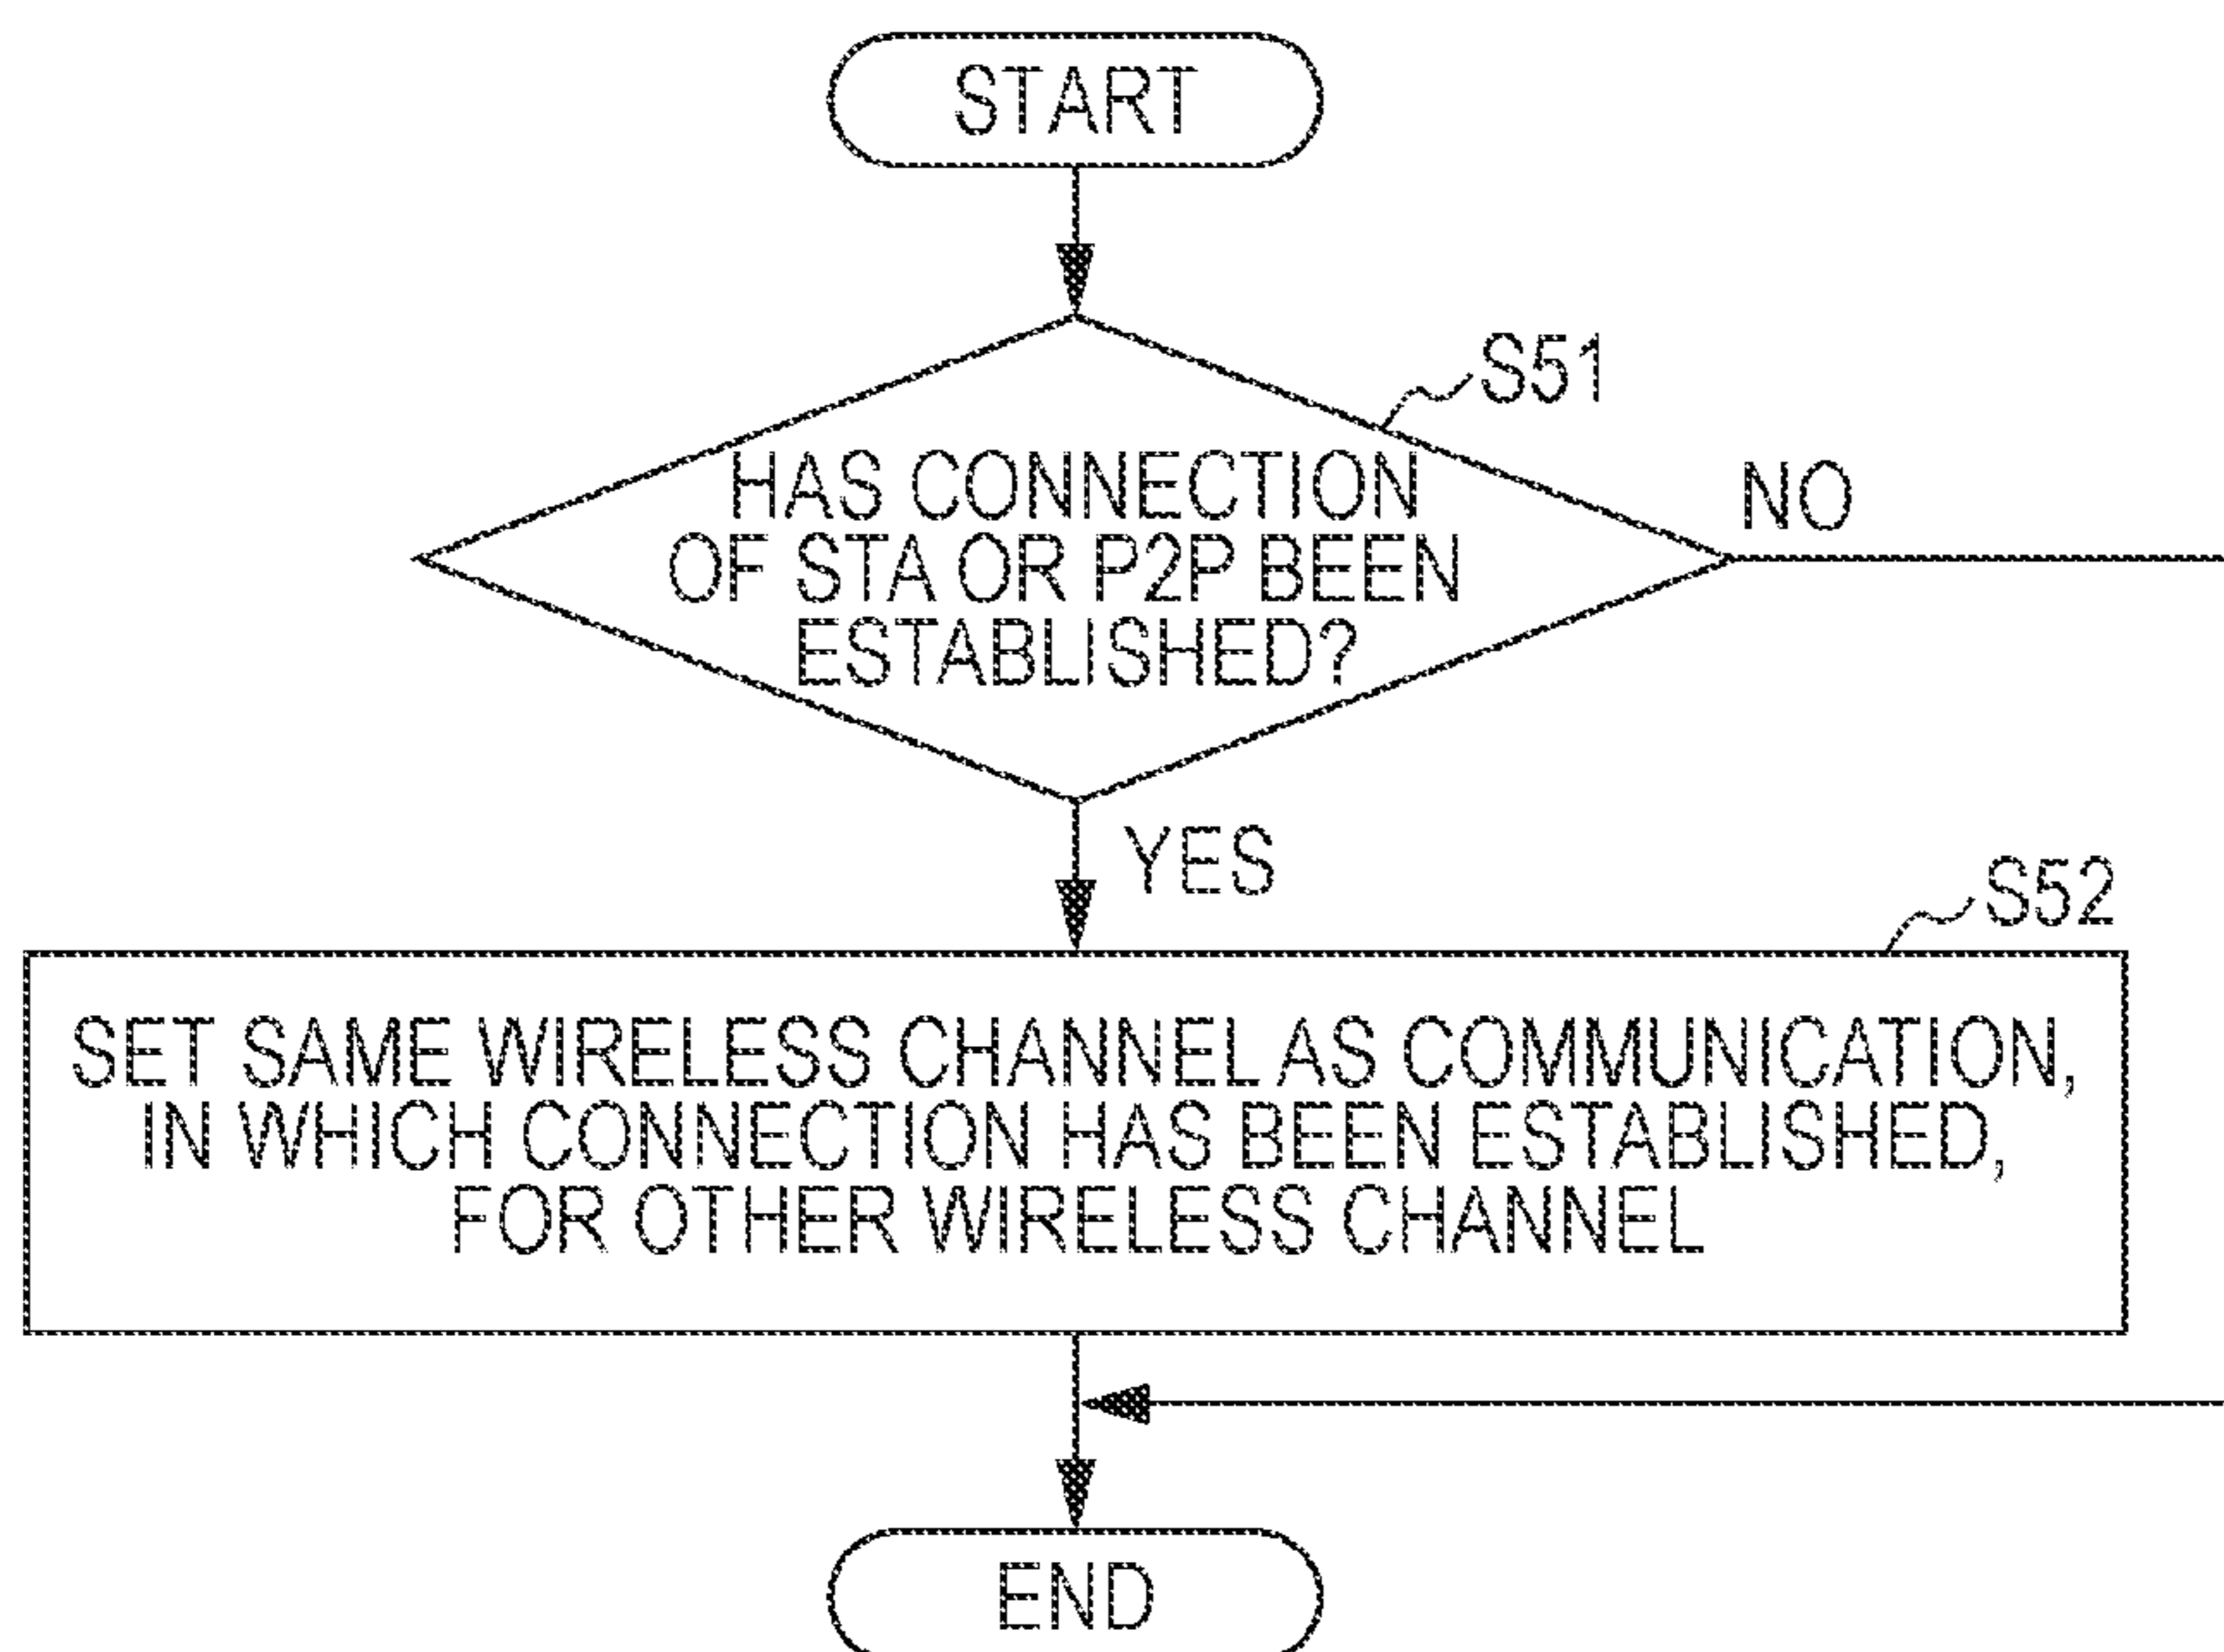 START
S51
HAS CONNECTION
OF STA OR P2P BEEN
ESTABLISHED?
NO
YES
S52
SET SAME WIRELESS CHANNEL AS COMMUNICATION,
IN WHICH CONNECTION HAS BEEN ESTABLISHED,
FOR OTHER WIRELESS CHANNEL
END